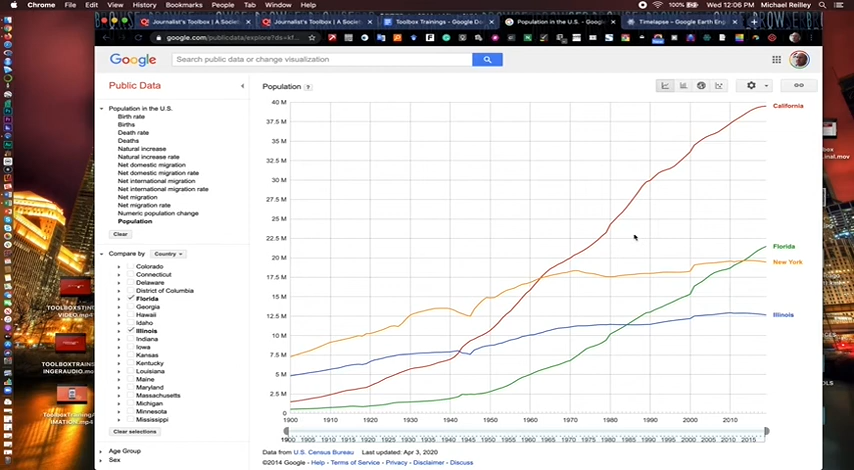 Chrome File Edit View History Bookmarks People Tab Window Help 100% Wed 12:06 PM Michael Reilley
Journalist's Toolbox | A Societ Journalist's Toolbox | A Societ Toolbox Trainings – Google Do Population in the U.S. - Google Timelapse – Google Earth Eng
google.com/publicdata/explore?ds=kf...
Google Search public data or change visualization
Public Data
Population in the U.S.
Birth rate
Births
Death rate
Deaths
Natural increase
Natural increase rate
Net domestic migration
Net domestic migration rate
Net international migration
Net international migration rate
Net migration
Net migration rate
Numeric population change
Population
Clear
Compare by Country
Colorado
Connecticut
Delaware
District of Columbia
Florida
Georgia
Hawaii
Idaho
Illinois
Indiana
Iowa
Kansas
Kentucky
Louisiana
Maine
Maryland
Massachusetts
Michigan
Minnesota
Mississippi
Clear selections
Age Group
Sex
Population ?
40 M
37.5 M
35 M
32.5 M
30 M
27.5 M
25 M
22.5 M
20 M
17.5 M
15 M
12.5 M
10 M
7.5 M
5 M
2.5 M
0
California
Florida
New York
Illinois
1900 1910 1920 1930 1940 1950 1960 1970 1980 1990 2000 2010
1900 1905 1910 1915 1920 1925 1930 1935 1940 1945 1950 1955 1960 1965 1970 1975 1980 1985 1990 1995 2000 2005 2010 2015
Data from U.S. Census Bureau Last updated: Apr 3, 2020
©2014 Google - Help - Terms of Service - Privacy - Disclaimer - Discuss